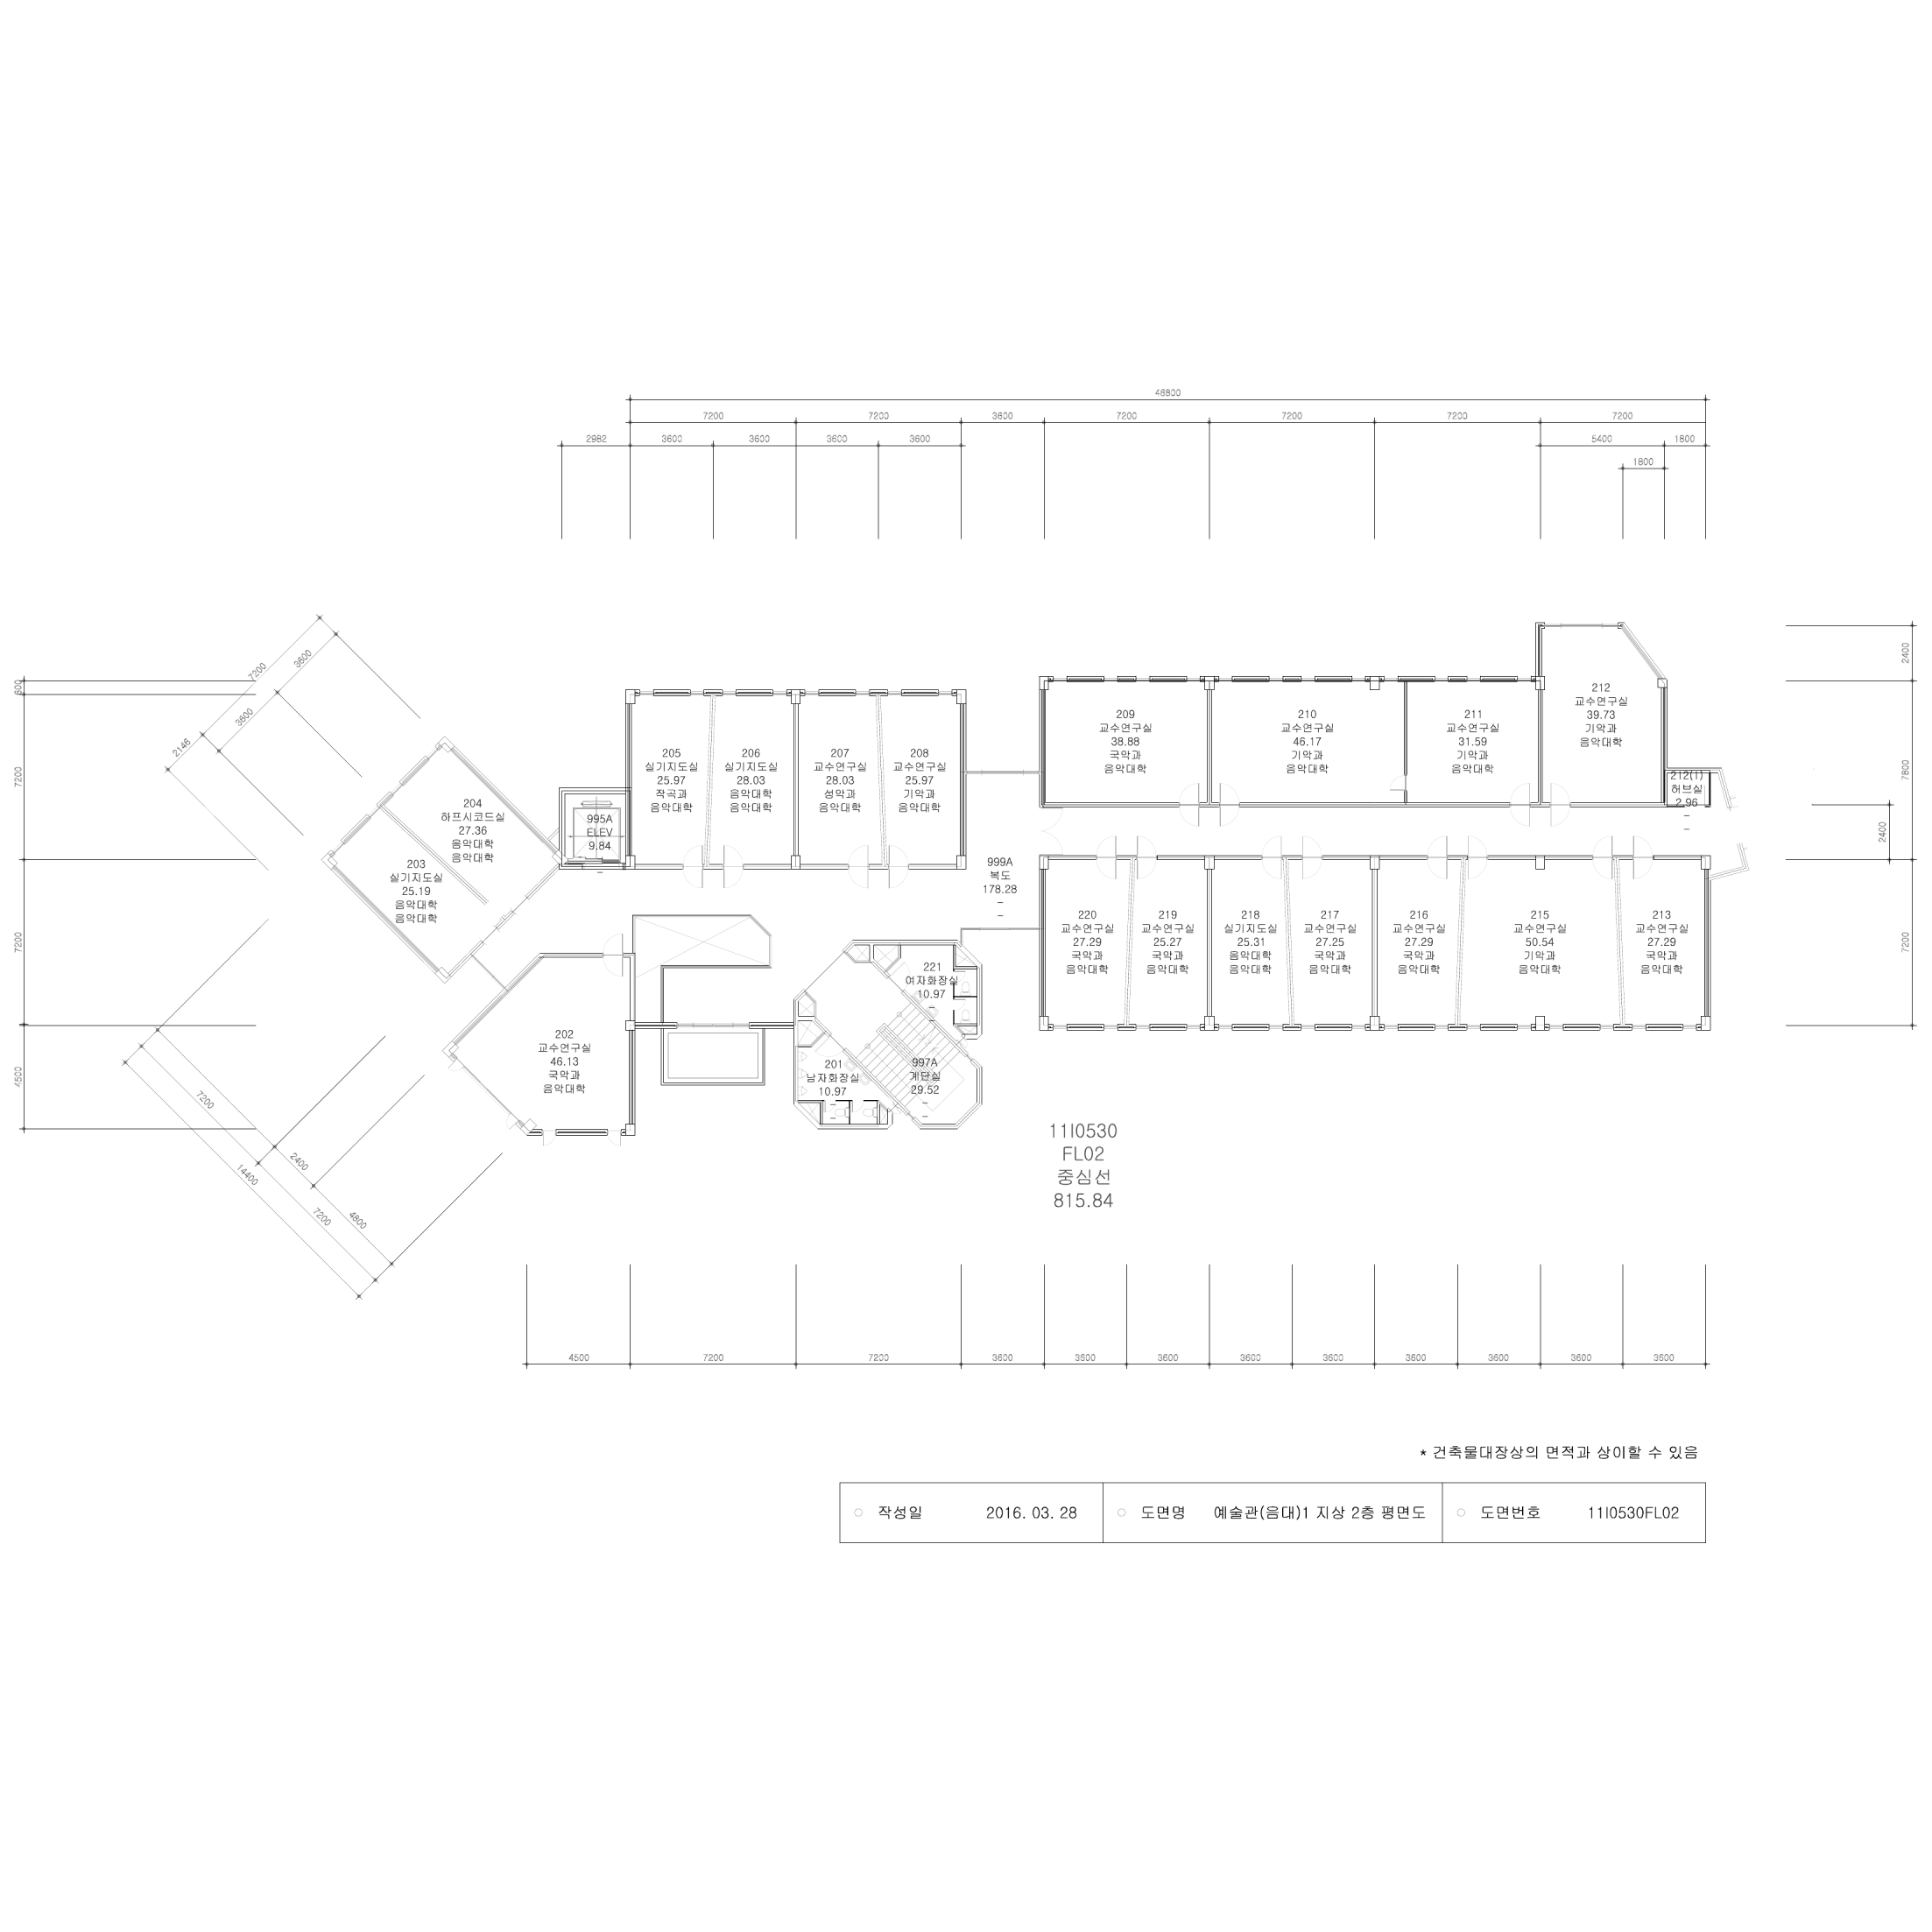 46800
7200
7200
3600
7200
7200
7200
7200
2982
3600
3600
3600
3600
5400
1800
1800
7200
3600
3600
2146
600
7200
7200
4500
2400
7800
2400
7200
212
교수연구실
39.73
기악과
음악대학
209
교수연구실
38.88
국악과
음악대학
210
교수연구실
46.17
기악과
음악대학
211
교수연구실
31.59
기악과
음악대학
212(1)
허브실
2.96
205
실기지도실
25.97
작곡과
음악대학
206
실기지도실
28.03
음악대학
음악대학
207
교수연구실
28.03
성악과
음악대학
208
교수연구실
25.97
기악과
음악대학
204
하프시코드실
27.36
음악대학
음악대학
995A
ELEV
9.84
203
실기지도실
25.19
음악대학
음악대학
999A
복도
178.28
220
교수연구실
27.29
국악과
음악대학
219
교수연구실
25.27
국악과
음악대학
218
실기지도실
25.31
음악대학
음악대학
217
교수연구실
27.25
국악과
음악대학
216
교수연구실
27.29
국악과
음악대학
215
교수연구실
50.54
기악과
음악대학
213
교수연구실
27.29
국악과
음악대학
221
여자화장실
10.97
202
교수연구실
46.13
국악과
음악대학
201
남자화장실
10.97
997A
계단실
29.52
7200
2400
14400
7200
4800
11I0530
FL02
중심선
815.84
4500
7200
7200
3600
3600
3600
3600
3600
3600
3600
3600
3600
* 건축물대장상의 면적과 상이할 수 있음
작성일 2016. 03. 28 도면명 예술관(음대)1 지상 2층 평면도 도면번호 11I0530FL02